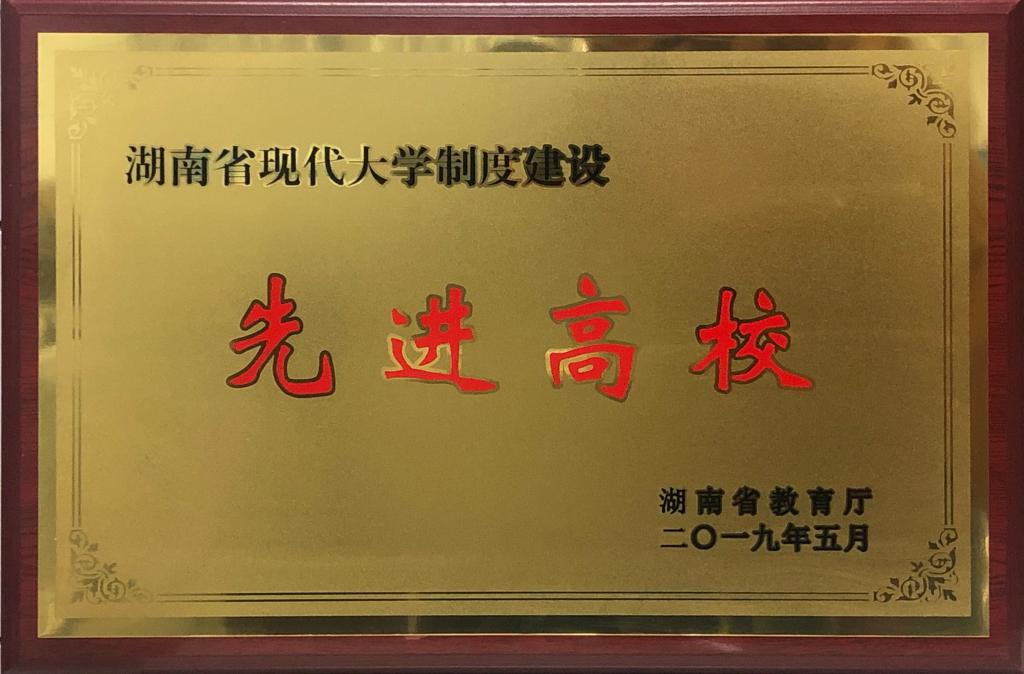 湖南省现代大学制度建设
先进高校
湖南省教育厅
二〇一九年五月